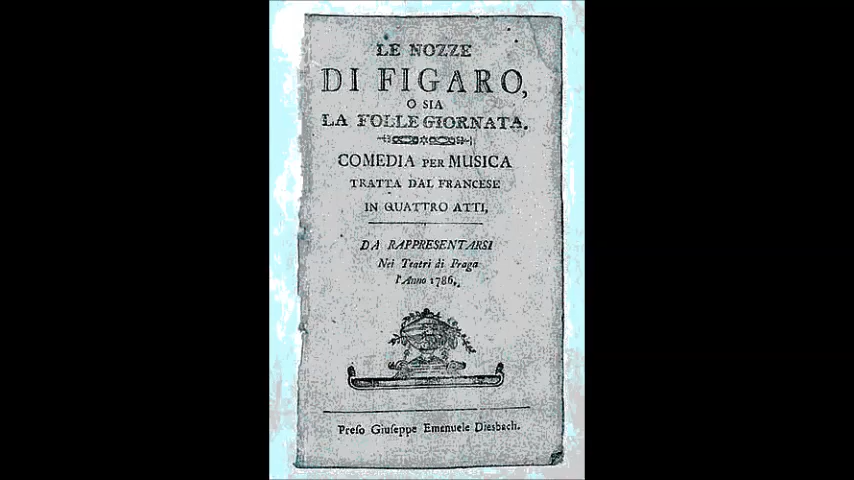 LE NOZZE
DI FIGARO,
O SIA
LA FOLLE GIORNATA.
COMEDIA PER MUSICA
TRATTA DAL FRANCESE
IN QUATTRO ATTI,
DA RAPPRESENTARSI
Nei Teatri di Praga
l'Anno 1786.
Preſo Giuſeppe Emenuele Diesbach.